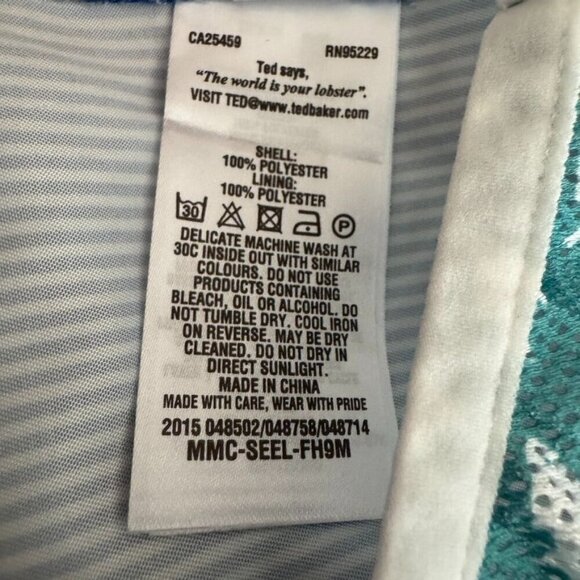 CA25459 RN95229
Ted says,
"The world is your lobster".
VISIT TED@www.tedbaker.com
SHELL:
100% POLYESTER
LINING:
100% POLYESTER
30 P
DELICATE MACHINE WASH AT
30C INSIDE OUT WITH SIMILAR
COLOURS. DO NOT USE
PRODUCTS CONTAINING
BLEACH, OIL OR ALCOHOL. DO
NOT TUMBLE DRY. COOL IRON
ON REVERSE. MAY BE DRY
CLEANED. DO NOT DRY IN
DIRECT SUNLIGHT.
MADE IN CHINA
MADE WITH CARE, WEAR WITH PRIDE
2015 048502/048758/048714
MMC-SEEL-FH9M